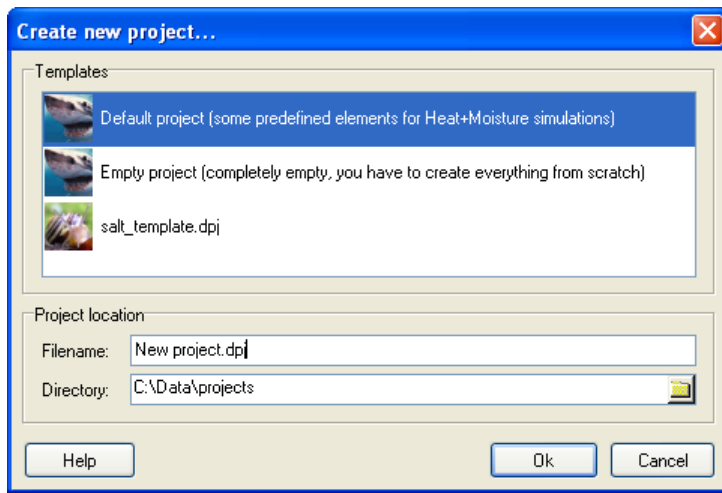 Create new project...
Templates
Default project (some predefined elements for Heat+Moisture simulations)
Empty project (completely empty, you have to create everything from scratch)
salt_template.dpj
Project location
Filename: New project.dpj
Directory: C:\Data\projects
Help Ok Cancel